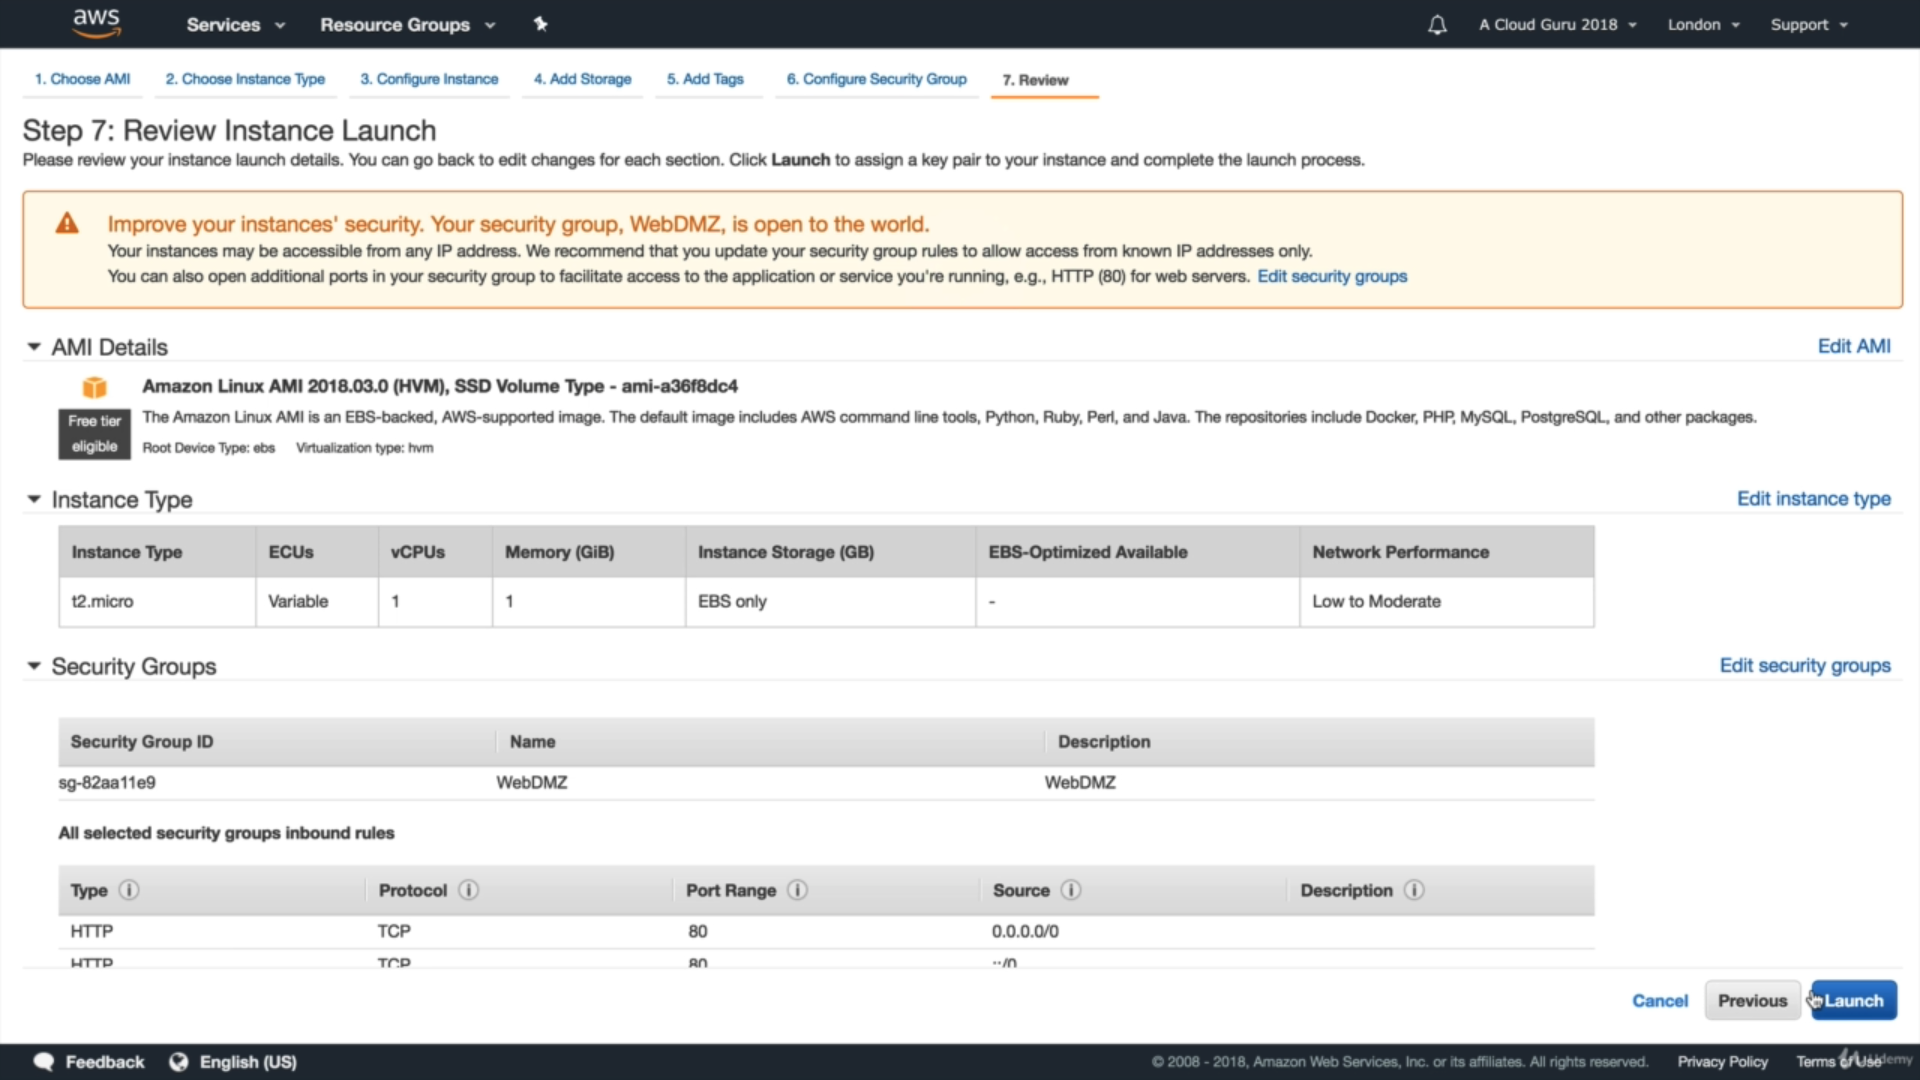 aws Services Resource Groups A Cloud Guru 2018 London Support
1. Choose AMI 2. Choose Instance Type 3. Configure Instance 4. Add Storage 5. Add Tags 6. Configure Security Group 7. Review
Step 7: Review Instance Launch
Please review your instance launch details. You can go back to edit changes for each section. Click Launch to assign a key pair to your instance and complete the launch process.
Improve your instances' security. Your security group, WebDMZ, is open to the world.
Your instances may be accessible from any IP address. We recommend that you update your security group rules to allow access from known IP addresses only.
You can also open additional ports in your security group to facilitate access to the application or service you're running, e.g., HTTP (80) for web servers. Edit security groups
AMI Details Edit AMI
Amazon Linux AMI 2018.03.0 (HVM), SSD Volume Type - ami-a36f8dc4
Free tier eligible
The Amazon Linux AMI is an EBS-backed, AWS-supported image. The default image includes AWS command line tools, Python, Ruby, Perl, and Java. The repositories include Docker, PHP, MySQL, PostgreSQL, and other packages.
Root Device Type: ebs Virtualization type: hvm
Instance Type Edit instance type
Instance Type ECUs vCPUs Memory (GiB) Instance Storage (GB) EBS-Optimized Available Network Performance
t2.micro Variable 1 1 EBS only - Low to Moderate
Security Groups Edit security groups
Security Group ID Name Description
sg-82aa11e9 WebDMZ WebDMZ
All selected security groups inbound rules
Type Protocol Port Range Source Description
HTTP TCP 80 0.0.0.0/0
HTTP TCP 80 ::/0
Cancel Previous Launch
Feedback English (US) © 2008 - 2018, Amazon Web Services, Inc. or its affiliates. All rights reserved. Privacy Policy Terms of Use
Udemy